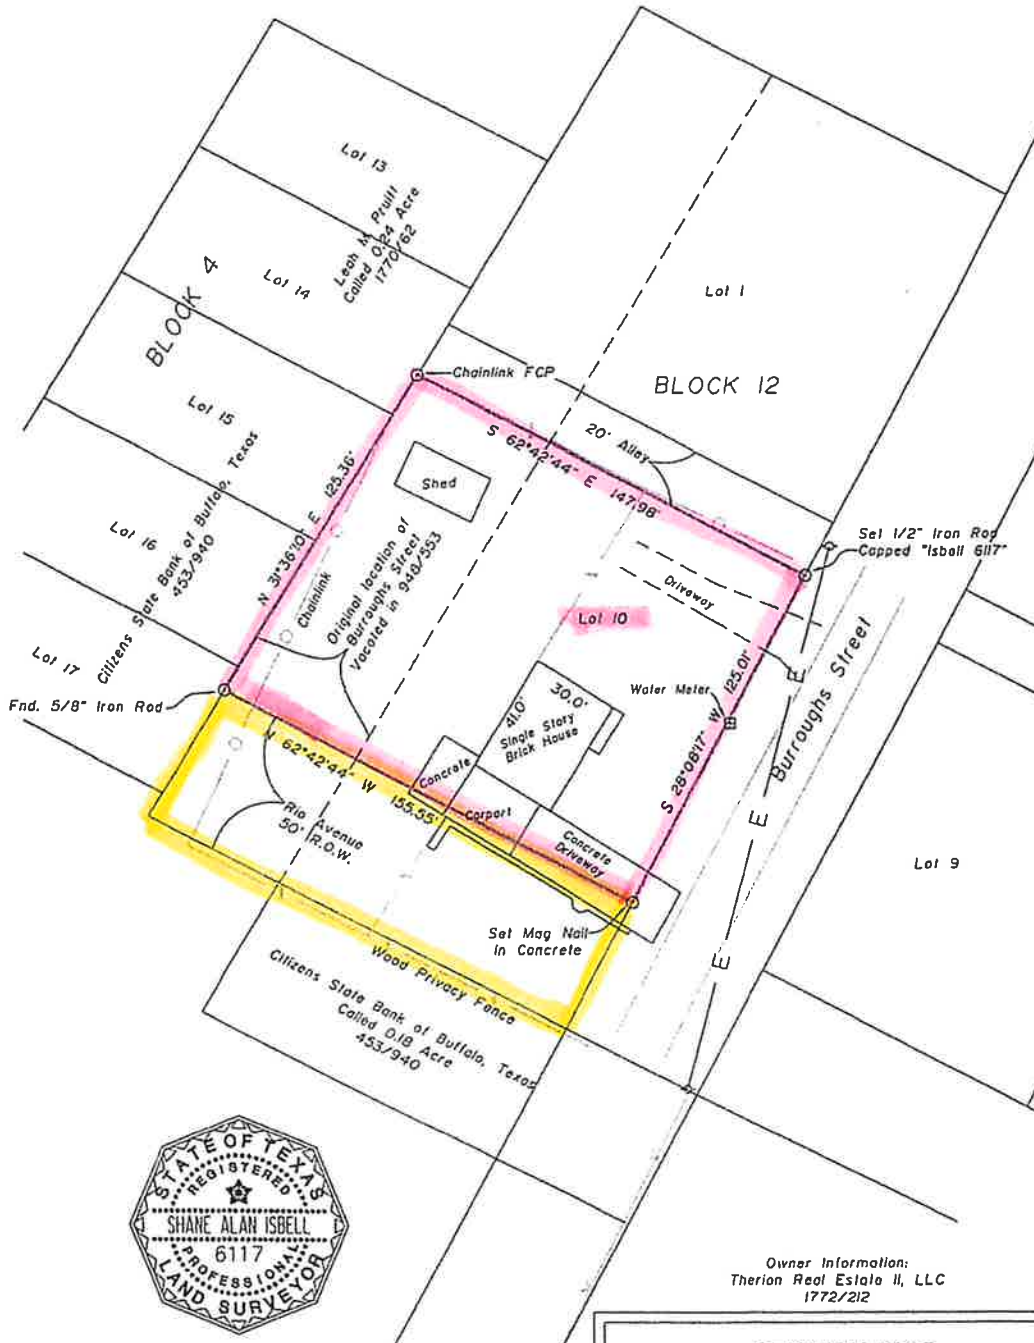 Lot 13
Leah M. Pruitt
Called 0.24 Acre
1770/62
BLOCK 4
Lot 14
Lot 1
BLOCK 12
Chainlink FCP
Lot 15
20' Alley
S 62°42'44" E 147.98'
Shed
Lot 16
Citizens State Bank of Buffalo, Texas
453/940
N 31°36'10" E 125.36'
Chainlink
Original location of
Burroughs Street
Vacated in 948/553
Set 1/2" Iron Rod
Capped "Isbell 6117"
Driveway
Lot 10
Lot 17
Fnd. 5/8" Iron Rod
Water Meter
S 28°08'17" W 125.01'
E
E
E
Burroughs Street
41.0'
30.0'
Single Story
Brick House
Concrete
Carport
Concrete
Driveway
N 62°42'44" W 155.55'
Rio Avenue
50' R.O.W.
Lot 9
Set Mag Nail
In Concrete
Wood Privacy Fence
Citizens State Bank of Buffalo, Texas
Called 0.18 Acre
453/940
STATE OF TEXAS
REGISTERED
SHANE ALAN ISBELL
6117
PROFESSIONAL
LAND SURVEYOR
Owner Information:
Therion Real Estate II, LLC
1772/212